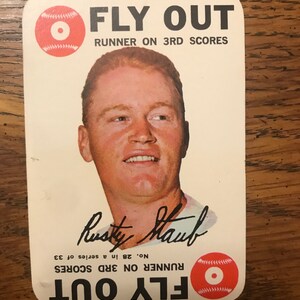 FLY OUT
RUNNER ON 3RD SCORES
Rusty Staub
No. 28 in a series of 33
RUNNER ON 3RD SCORES
FLY OUT